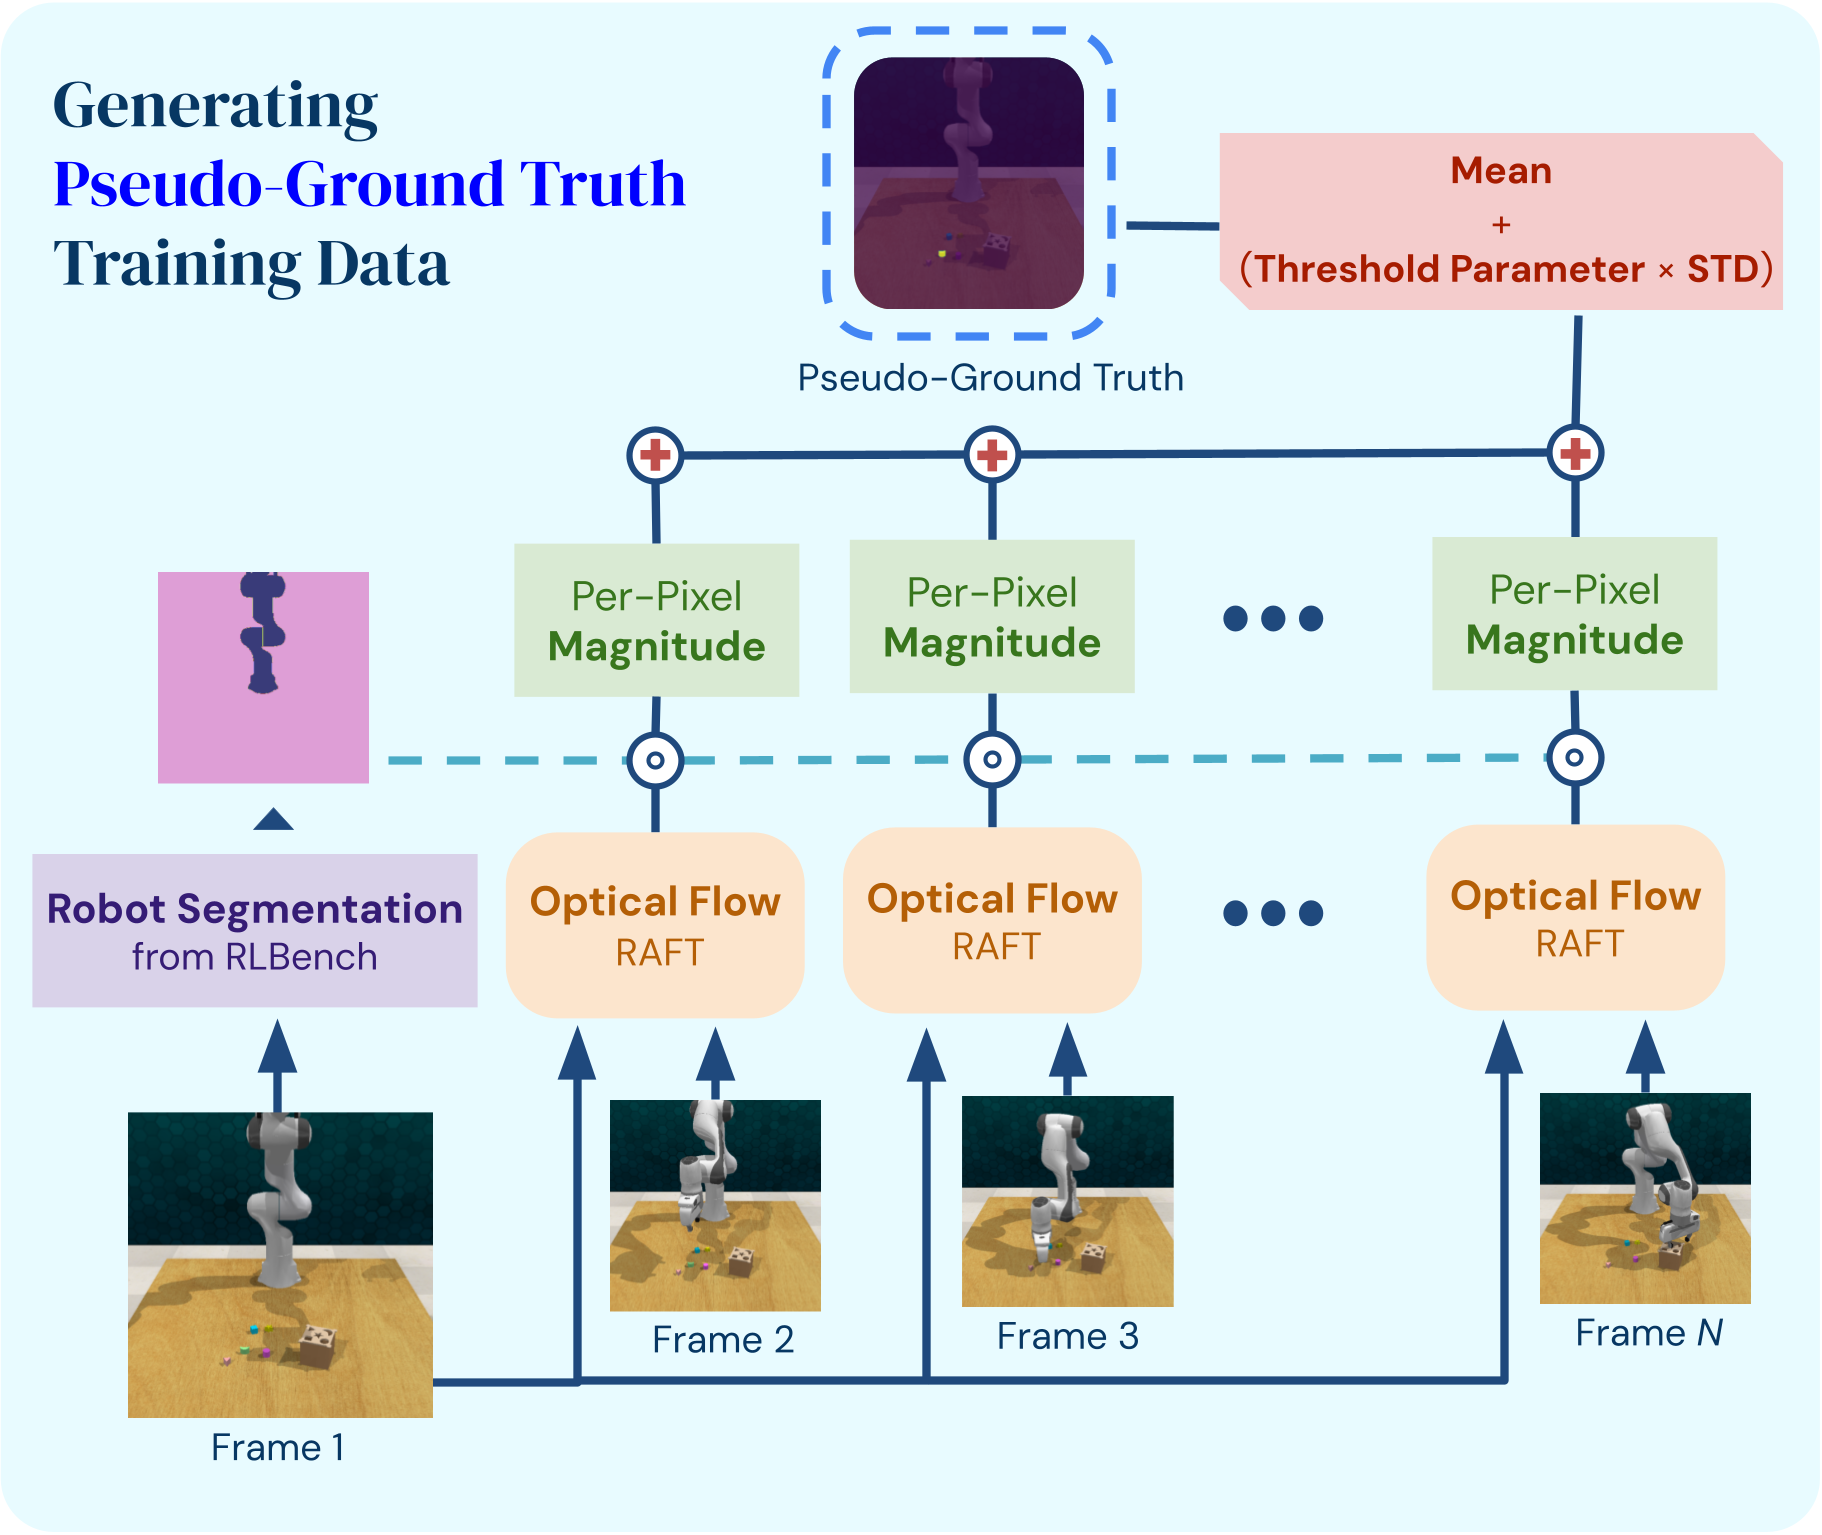 Generating
Pseudo-Ground Truth
Training Data
Mean
+
(Threshold Parameter × STD)
Pseudo-Ground Truth
Per-Pixel
Magnitude
Per-Pixel
Magnitude
Per-Pixel
Magnitude
Robot Segmentation
from RLBench
Optical Flow
RAFT
Optical Flow
RAFT
Optical Flow
RAFT
Frame 1
Frame 2
Frame 3
Frame N